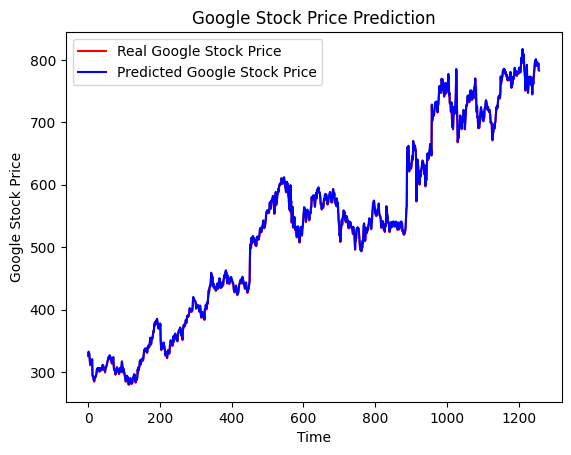 Google Stock Price Prediction
Real Google Stock Price
Predicted Google Stock Price
Google Stock Price
800
700
600
500
400
300
0 200 400 600 800 1000 1200
Time